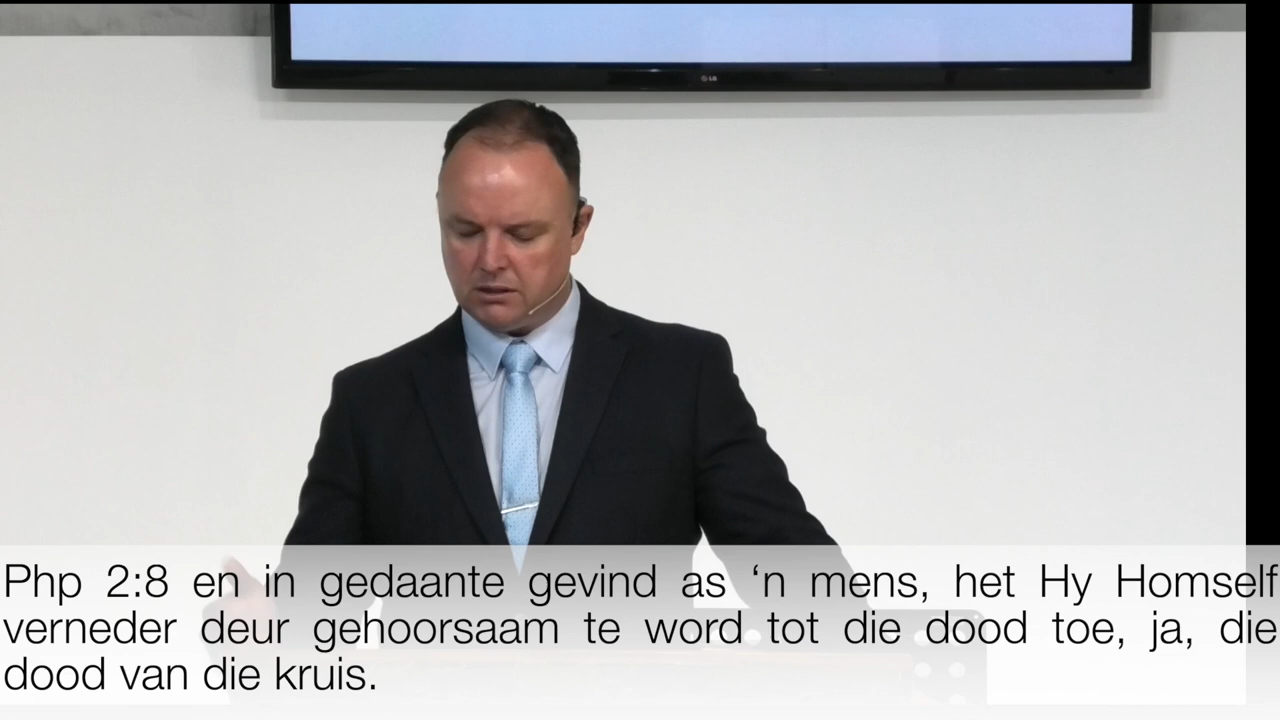 LG
Php 2:8 en in gedaante gevind as ‘n mens, het Hy Homself
verneder deur gehoorsaam te word tot die dood toe, ja, die
dood van die kruis.